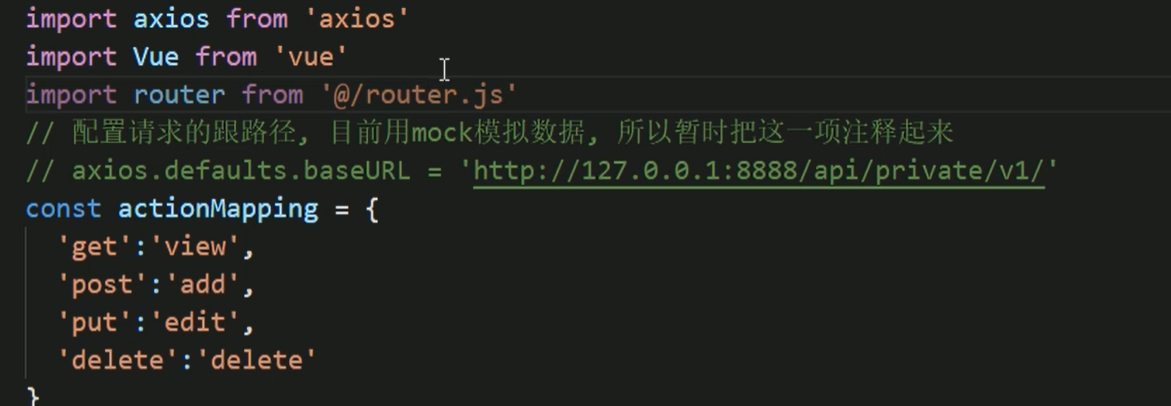 import axios from 'axios'
import Vue from 'vue'
import router from '@/router.js'
// 配置请求的跟路径, 目前用mock模拟数据, 所以暂时把这一项注释起来
// axios.defaults.baseURL = 'http://127.0.0.1:8888/api/private/v1/'
const actionMapping = {
  'get':'view',
  'post':'add',
  'put':'edit',
  'delete':'delete'
}